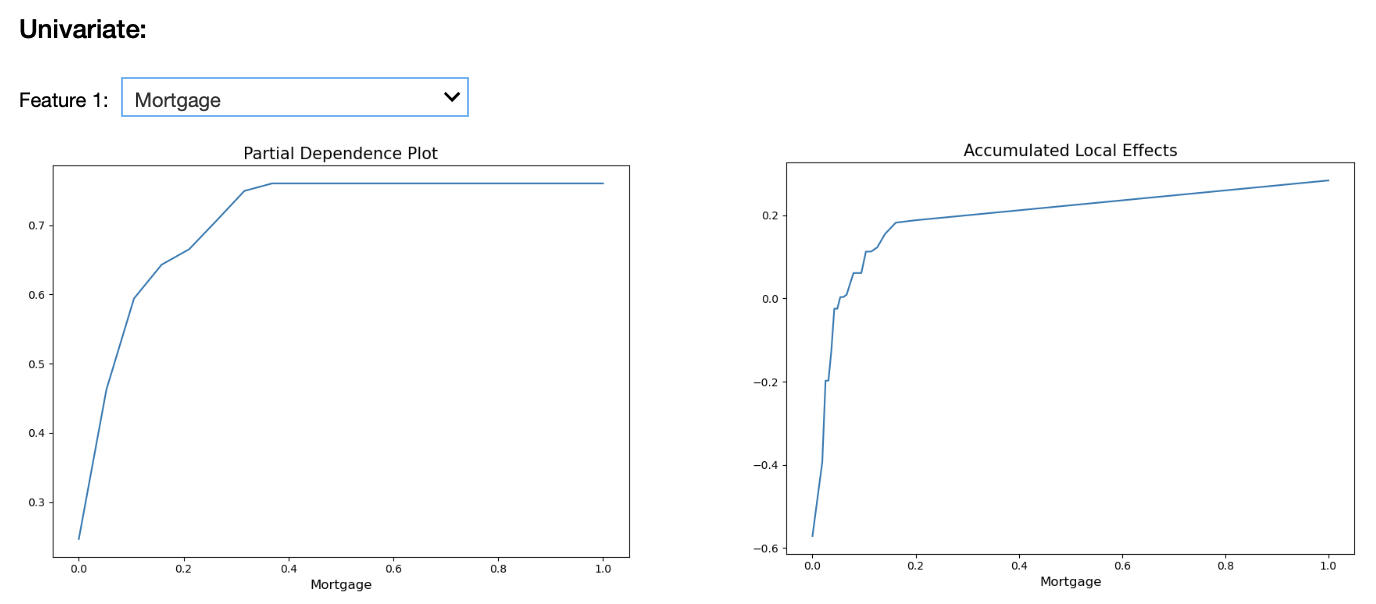 Univariate:
Feature 1: Mortgage
Partial Dependence Plot
0.7
0.6
0.5
0.4
0.3
0.0 0.2 0.4 0.6 0.8 1.0
Mortgage
Accumulated Local Effects
0.2
0.0
−0.2
−0.4
−0.6
0.0 0.2 0.4 0.6 0.8 1.0
Mortgage